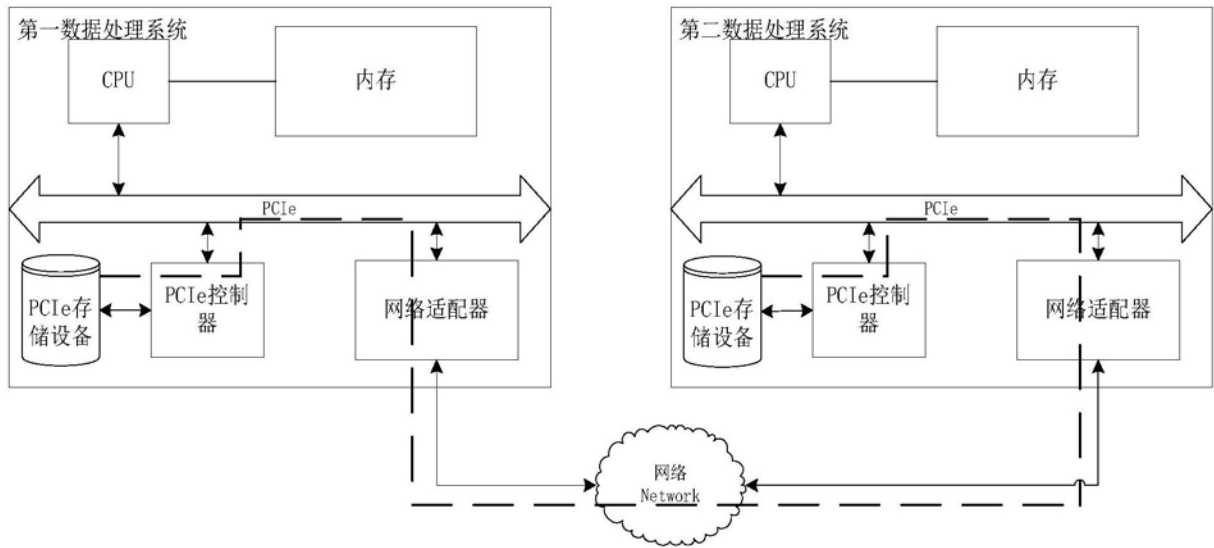 第一数据处理系统
CPU
内存
PCIe
PCIe存
储设备
PCIe控制
器
网络适配器
第二数据处理系统
CPU
内存
PCIe
PCIe存
储设备
PCIe控制
器
网络适配器
网络
Network